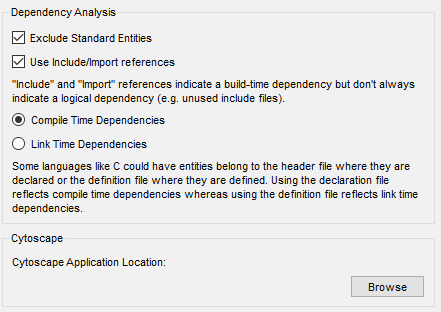 Dependency Analysis
Exclude Standard Entities
Use Include/Import references
"Include" and "Import" references indicate a build-time dependency but don't always
indicate a logical dependency (e.g. unused include files).
Compile Time Dependencies
Link Time Dependencies
Some languages like C could have entities belong to the header file where they are
declared or the definition file where they are defined. Using the declaration file
reflects compile time dependencies whereas using the definition file reflects link time
dependencies.
Cytoscape
Cytoscape Application Location:
Browse